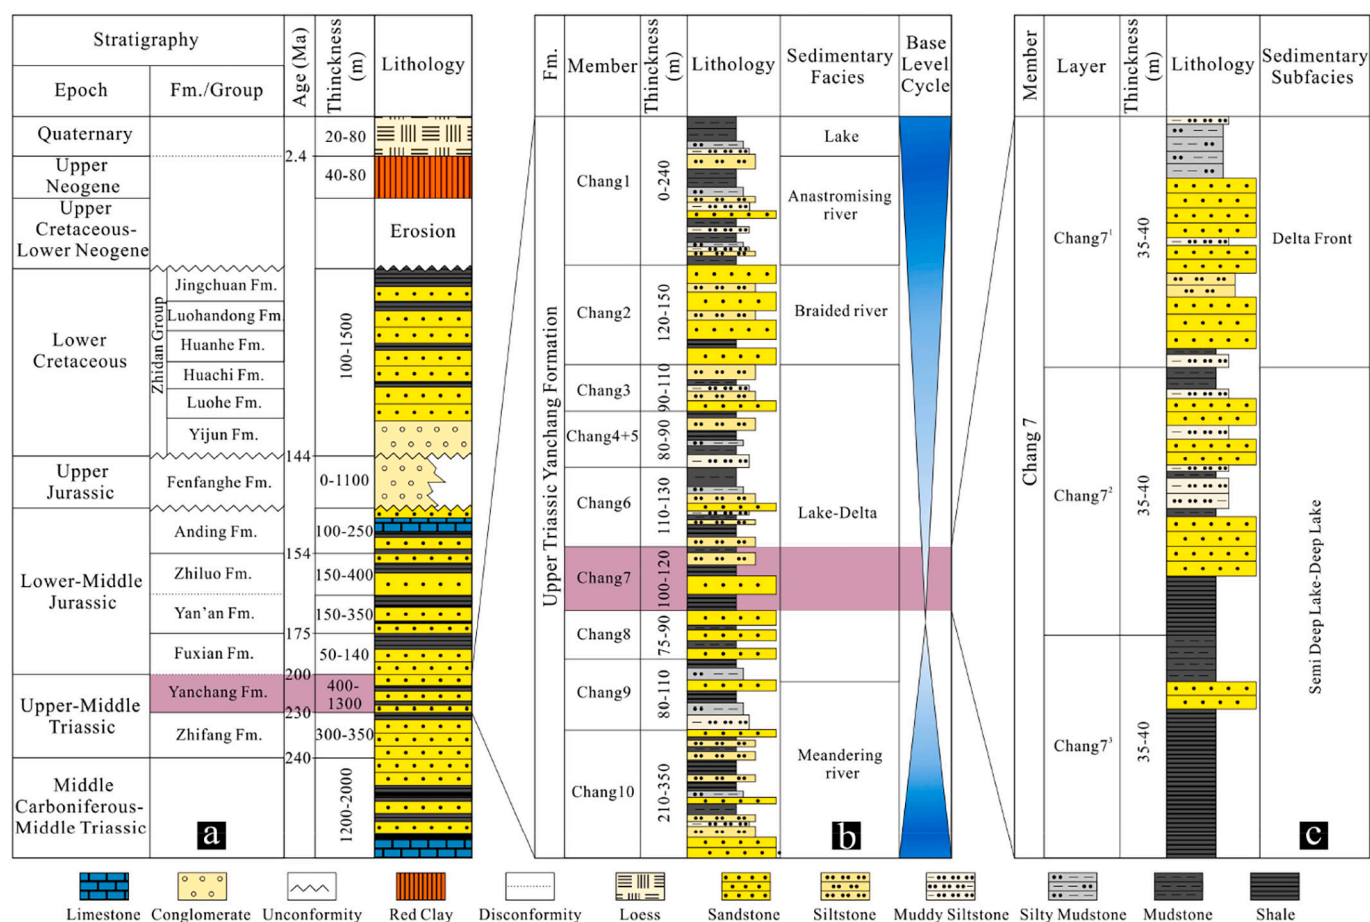 Stratigraphy
Epoch
Fm./Group
Age (Ma)
Thinckness (m)
Lithology
Quaternary
20-80
2.4
Upper
Neogene
40-80
Upper
Cretaceous-
Lower Neogene
Erosion
Lower
Cretaceous
Zhidan Group
Jingchuan Fm.
Luohandong Fm.
Huanhe Fm.
Huachi Fm.
Luohe Fm.
Yijun Fm.
100-1500
144
Upper
Jurassic
Fenfanghe Fm.
0-1100
Lower-Middle
Jurassic
Anding Fm.
100-250
154
Zhiluo Fm.
150-400
Yan'an Fm.
150-350
175
Fuxian Fm.
50-140
200
Upper-Middle
Triassic
Yanchang Fm.
400-
1300
230
Zhifang Fm.
300-350
240
Middle
Carboniferous-
Middle Triassic
1200-2000
a
Fm.
Member
Thinckness (m)
Lithology
Sedimentary
Facies
Base
Level
Cycle
Upper Triassic Yanchang Formation
Chang1
0-240
Lake
Anastromising
river
Chang2
120-150
Braided river
Chang3
90-110
Chang4+5
80-90
Chang6
110-130
Lake-Delta
Chang7
100-120
Chang8
75-90
Chang9
80-110
Chang10
210-350
Meandering
river
b
Member
Layer
Thinckness (m)
Lithology
Sedimentary
Subfacies
Chang 7
Chang7¹
35-40
Delta Front
Chang7²
35-40
Semi Deep Lake-Deep Lake
Chang7³
35-40
c
Limestone
Conglomerate
Unconformity
Red Clay
Disconformity
Loess
Sandstone
Siltstone
Muddy Siltstone
Silty Mudstone
Mudstone
Shale